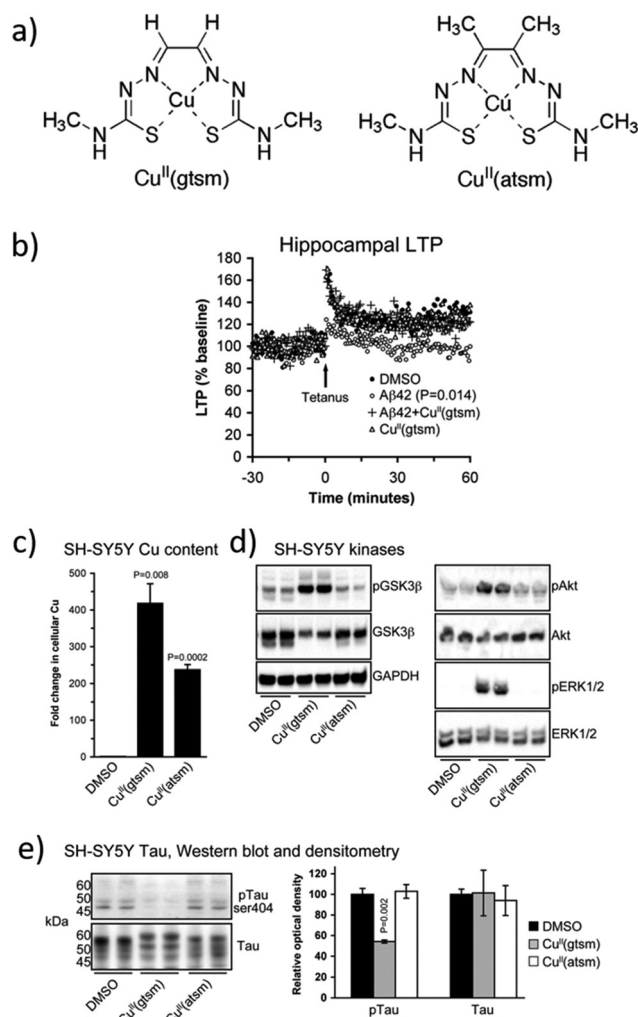 a)
H H
N N
N Cu N
H₃C N S S N CH₃
H H
Cuᴵᴵ(gtsm)
H₃C CH₃
N N
N Cu N
H₃C N S S N CH₃
H H
Cuᴵᴵ(atsm)
b)
Hippocampal LTP
LTP (% baseline)
180
160
140
120
100
80
60
40
20
0
-30 0 30 60
Time (minutes)
Tetanus
DMSO
Aβ42 (P=0.014)
Aβ42+Cuᴵᴵ(gtsm)
Cuᴵᴵ(gtsm)
c) SH-SY5Y Cu content
Fold change in cellular Cu
500
400
300
200
100
0
P=0.008
P=0.0002
DMSO
Cuᴵᴵ(gtsm)
Cuᴵᴵ(atsm)
d) SH-SY5Y kinases
pGSK3β
GSK3β
GAPDH
DMSO
Cuᴵᴵ(gtsm)
Cuᴵᴵ(atsm)
pAkt
Akt
pERK1/2
ERK1/2
DMSO
Cuᴵᴵ(gtsm)
Cuᴵᴵ(atsm)
e) SH-SY5Y Tau, Western blot and densitometry
kDa
60
50
45
pTau
ser404
60
50
45
Tau
DMSO
Cuᴵᴵ(gtsm)
Cuᴵᴵ(atsm)
Relative optical density
120
100
80
60
40
20
0
P=0.002
pTau Tau
DMSO
Cuᴵᴵ(gtsm)
Cuᴵᴵ(atsm)